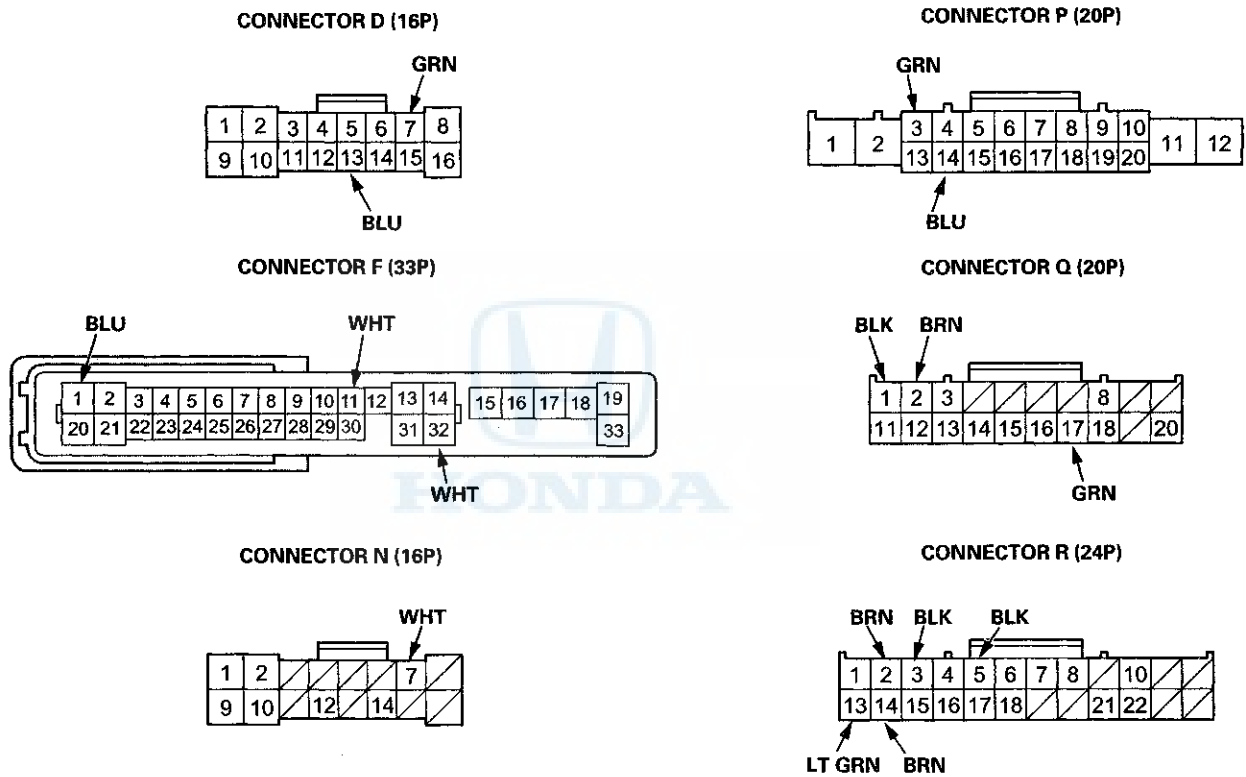 CONNECTOR D (16P)
GRN
1 2 3 4 5 6 7 8
9 10 11 12 13 14 15 16
BLU
CONNECTOR P (20P)
GRN
1 2 3 4 5 6 7 8 9 10 11 12
13 14 15 16 17 18 19 20
BLU
CONNECTOR F (33P)
BLU WHT
1 2 3 4 5 6 7 8 9 10 11 12 13 14 15 16 17 18 19
20 21 22 23 24 25 26 27 28 29 30 31 32 33
WHT
CONNECTOR Q (20P)
BLK BRN
1 2 3 8
11 12 13 14 15 16 17 18 20
GRN
HONDA
CONNECTOR N (16P)
WHT
1 2 7
9 10 12 14
CONNECTOR R (24P)
BRN BLK BLK
1 2 3 4 5 6 7 8 10
13 14 15 16 17 18 21 22
LT GRN BRN